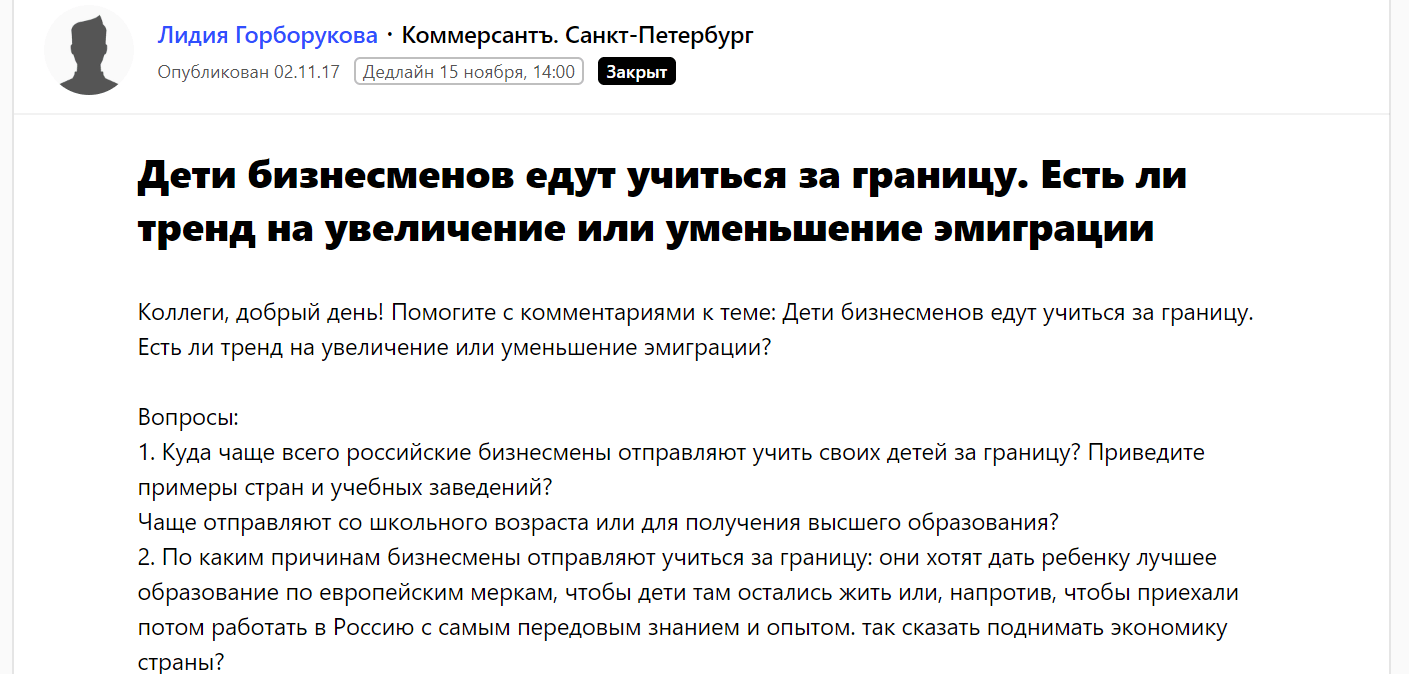 Лидия Горборукова · Коммерсантъ. Санкт-Петербург
Опубликован 02.11.17 Дедлайн 15 ноября, 14:00 Закрыт
Дети бизнесменов едут учиться за границу. Есть ли
тренд на увеличение или уменьшение эмиграции
Коллеги, добрый день! Помогите с комментариями к теме: Дети бизнесменов едут учиться за границу.
Есть ли тренд на увеличение или уменьшение эмиграции?
Вопросы:
1. Куда чаще всего российские бизнесмены отправляют учить своих детей за границу? Приведите
примеры стран и учебных заведений?
Чаще отправляют со школьного возраста или для получения высшего образования?
2. По каким причинам бизнесмены отправляют учиться за границу: они хотят дать ребенку лучшее
образование по европейским меркам, чтобы дети там остались жить или, напротив, чтобы приехали
потом работать в Россию с самым передовым знанием и опытом. так сказать поднимать экономику
страны?